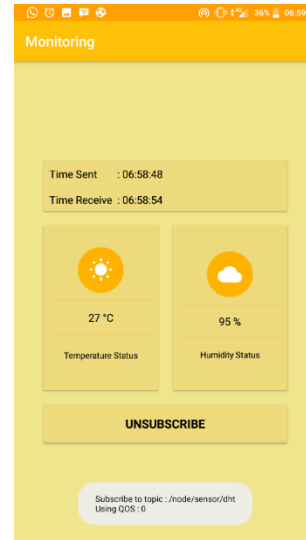 36% 06:59
Monitoring
Time Sent : 06:58:48
Time Receive : 06:58:54
27 °C
95 %
Temperature Status
Humidity Status
UNSUBSCRIBE
Subscribe to topic : /node/sensor/dht
Using QOS : 0